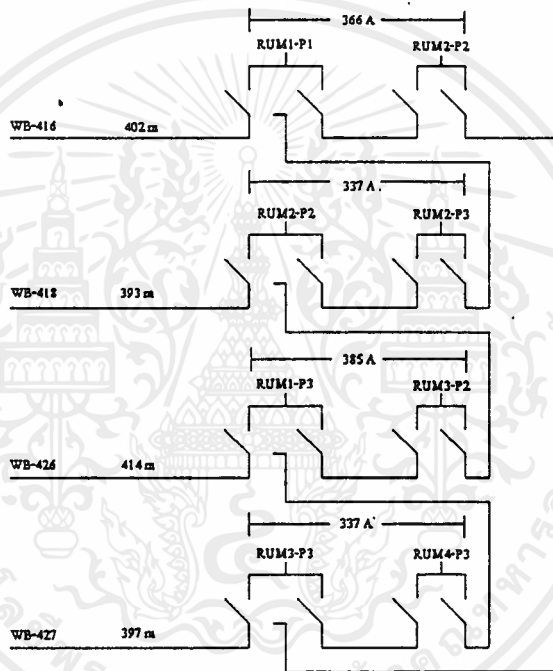 366 A
RUM1-P1 RUM2-P2
WB-416 402 m
337 A
RUM2-P2 RUM2-P3
WB-418 393 m
385 A
RUM1-P3 RUM3-P2
WB-426 414 m
337 A
RUM3-P3 RUM4-P3
WB-427 397 m